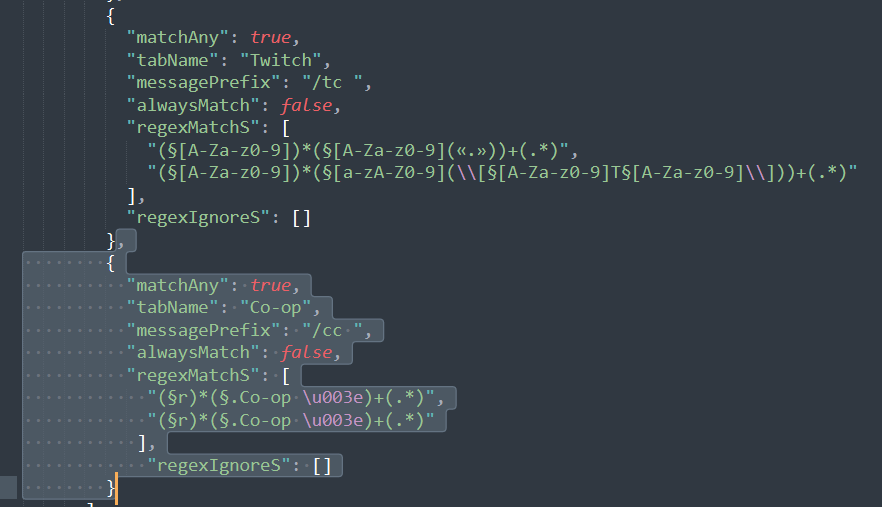 {
"matchAny": true,
"tabName": "Twitch",
"messagePrefix": "/tc ",
"alwaysMatch": false,
"regexMatchS": [
"(§[A-Za-z0-9])*(§[A-Za-z0-9](«.»))+(.*)",
"(§[A-Za-z0-9])*(§[a-zA-Z0-9](\\[§[A-Za-z0-9]T§[A-Za-z0-9]\\]))+(.*)"
],
"regexIgnoreS": []
},
{
"matchAny": true,
"tabName": "Co-op",
"messagePrefix": "/cc ",
"alwaysMatch": false,
"regexMatchS": [
"(§r)*(§.Co-op \u003e)+(.*)",
"(§r)*(§.Co-op \u003e)+(.*)"
],
"regexIgnoreS": []
}